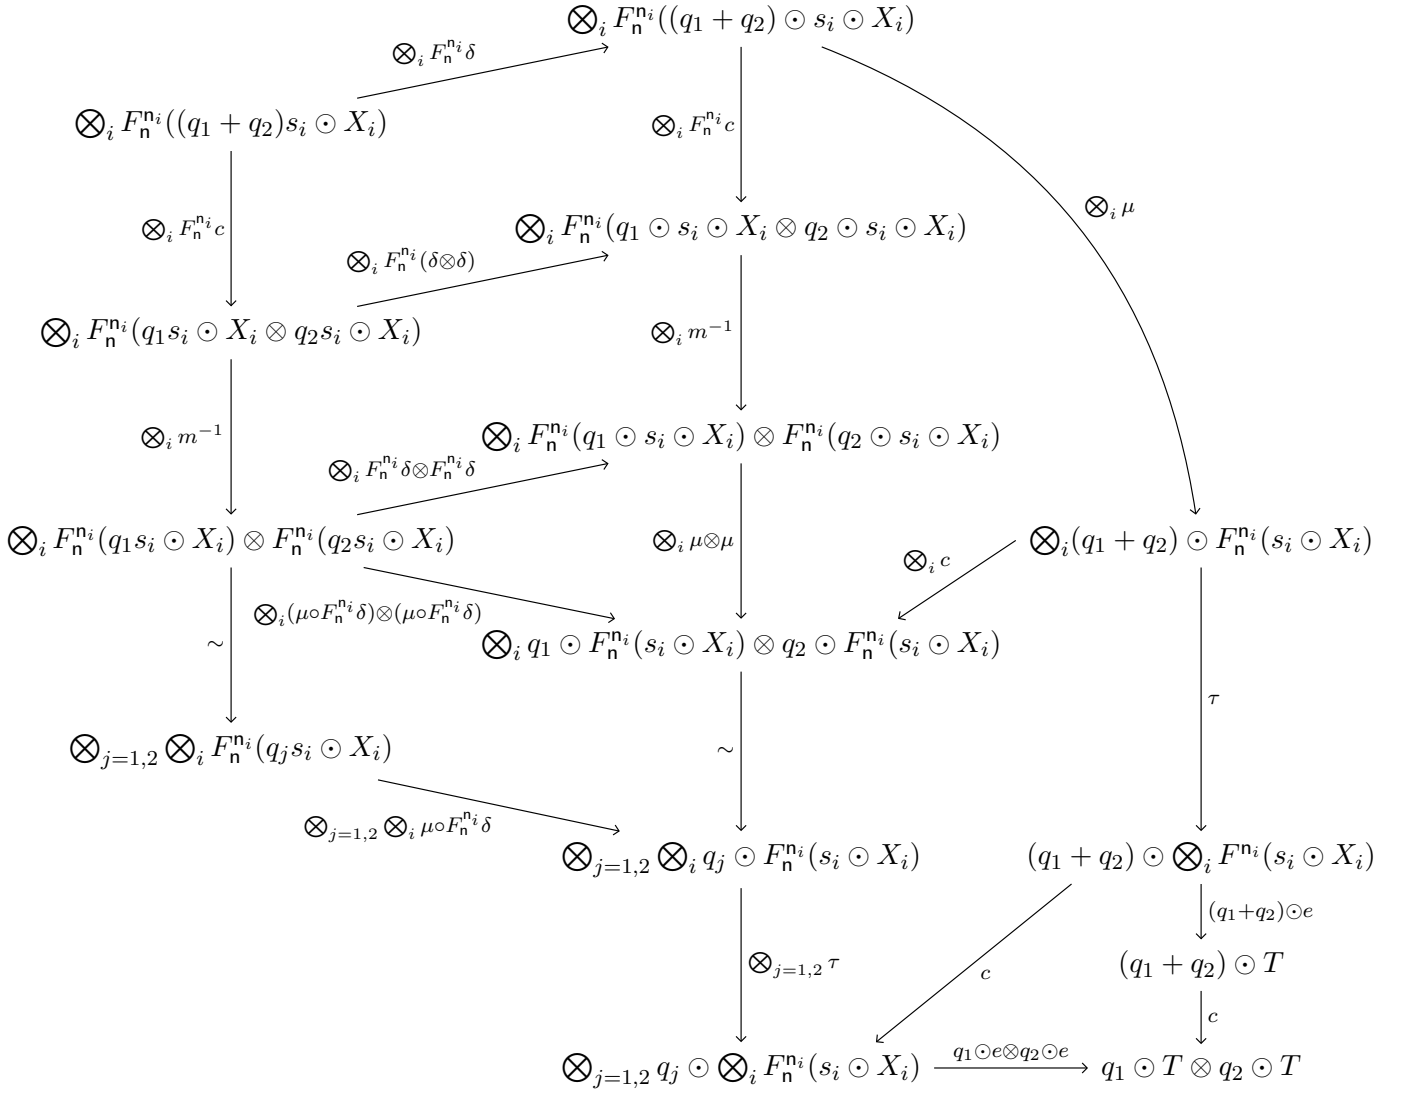 ⨂_i F_n^{n_i}((q_1 + q_2) ⊙ s_i ⊙ X_i)
⨂_i F_n^{n_i} δ
⨂_i F_n^{n_i}((q_1 + q_2)s_i ⊙ X_i)
⨂_i F_n^{n_i} c
⨂_i μ
⨂_i F_n^{n_i} c
⨂_i F_n^{n_i}(q_1 ⊙ s_i ⊙ X_i ⊗ q_2 ⊙ s_i ⊙ X_i)
⨂_i F_n^{n_i}(δ⊗δ)
⨂_i F_n^{n_i}(q_1 s_i ⊙ X_i ⊗ q_2 s_i ⊙ X_i)
⨂_i m^{-1}
⨂_i m^{-1}
⨂_i F_n^{n_i}(q_1 ⊙ s_i ⊙ X_i) ⊗ F_n^{n_i}(q_2 ⊙ s_i ⊙ X_i)
⨂_i F_n^{n_i} δ⊗F_n^{n_i} δ
⨂_i F_n^{n_i}(q_1 s_i ⊙ X_i) ⊗ F_n^{n_i}(q_2 s_i ⊙ X_i)
⨂_i μ⊗μ
⨂_i(q_1 + q_2) ⊙ F_n^{n_i}(s_i ⊙ X_i)
⨂_i c
⨂_i(μ∘F_n^{n_i} δ)⊗(μ∘F_n^{n_i} δ)
∼
⨂_i q_1 ⊙ F_n^{n_i}(s_i ⊙ X_i) ⊗ q_2 ⊙ F_n^{n_i}(s_i ⊙ X_i)
τ
⨂_{j=1,2} ⨂_i F_n^{n_i}(q_j s_i ⊙ X_i)
∼
⨂_{j=1,2} ⨂_i μ∘F_n^{n_i} δ
⨂_{j=1,2} ⨂_i q_j ⊙ F_n^{n_i}(s_i ⊙ X_i)
(q_1 + q_2) ⊙ ⨂_i F^{n_i}(s_i ⊙ X_i)
(q_1+q_2)⊙e
⨂_{j=1,2} τ
c
(q_1 + q_2) ⊙ T
c
⨂_{j=1,2} q_j ⊙ ⨂_i F_n^{n_i}(s_i ⊙ X_i)
q_1⊙e⊗q_2⊙e
q_1 ⊙ T ⊗ q_2 ⊙ T